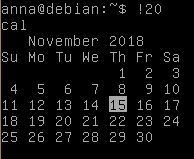 anna@debian:~$ !20
cal
   November 2018
Su Mo Tu We Th Fr Sa
             1  2  3
 4  5  6  7  8  9 10
11 12 13 14 15 16 17
18 19 20 21 22 23 24
25 26 27 28 29 30